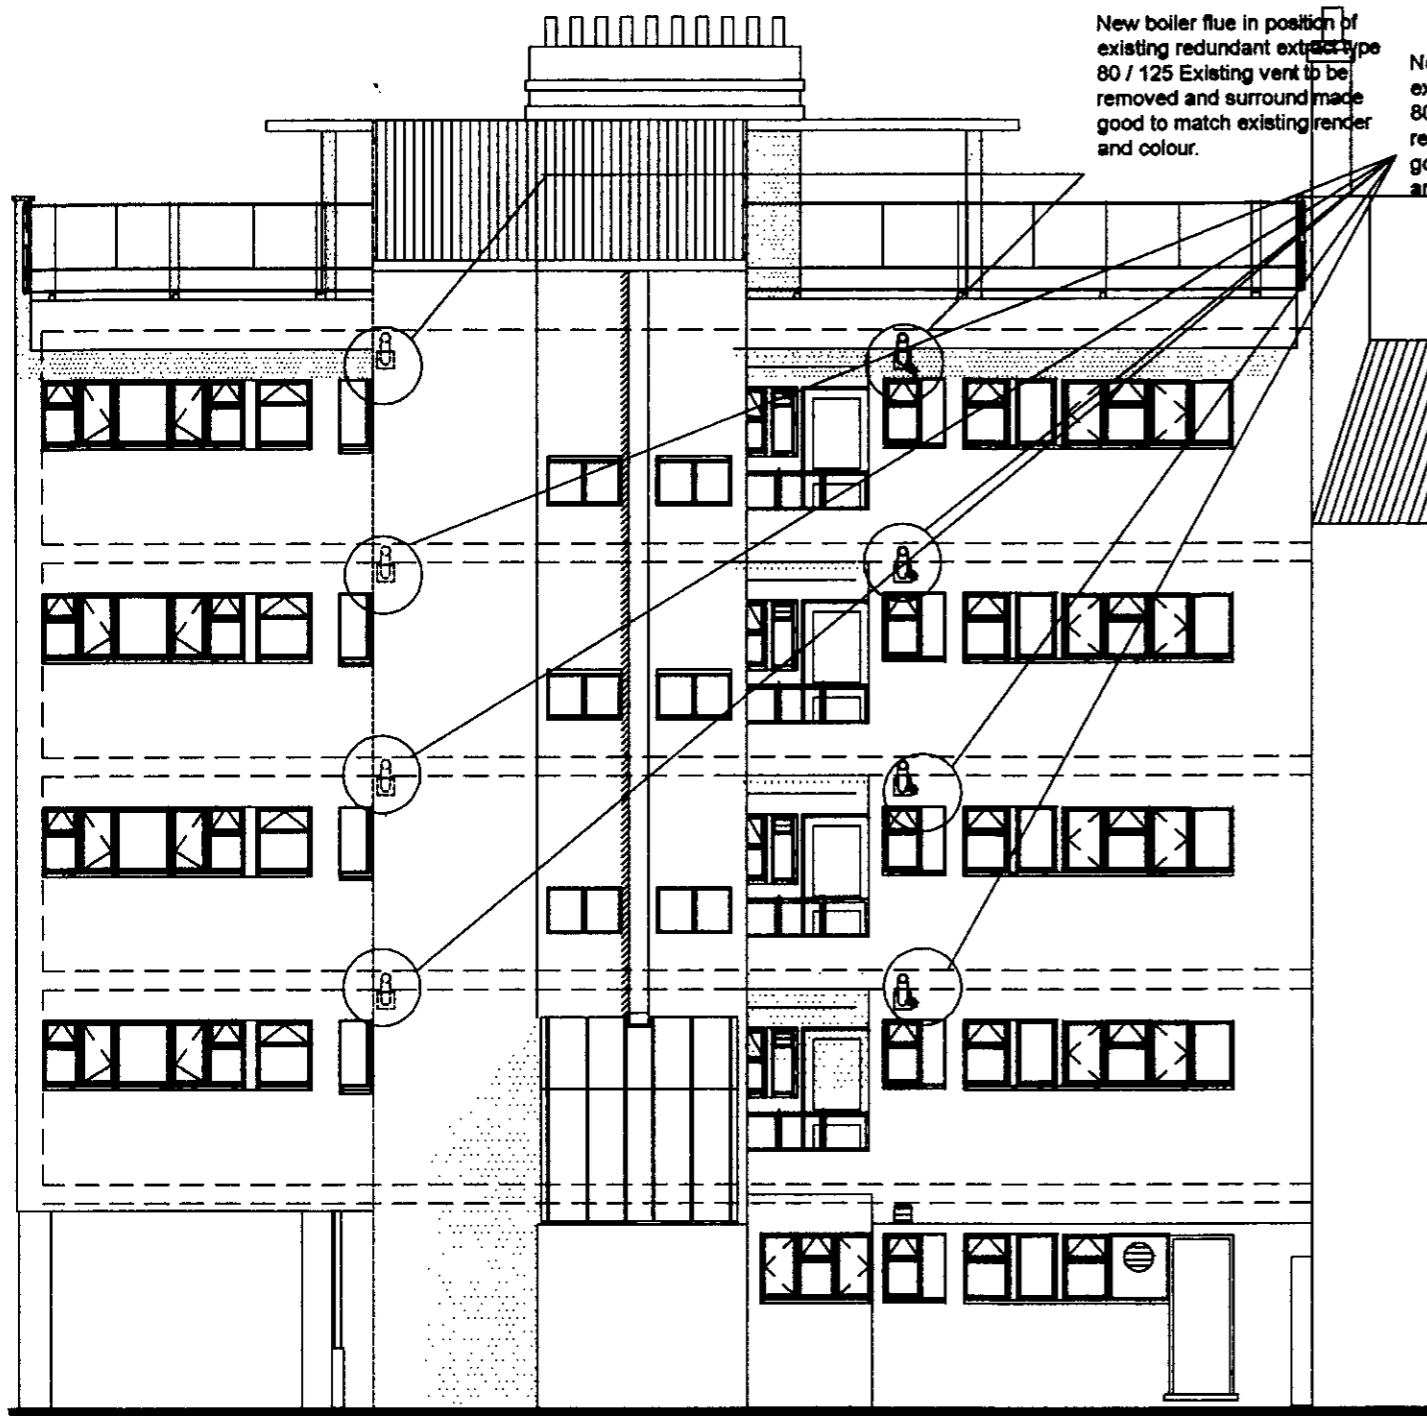 New boiler flue in position of
existing redundant extract type
80 / 125 Existing vent to be
removed and surround made
good to match existing render
and colour.